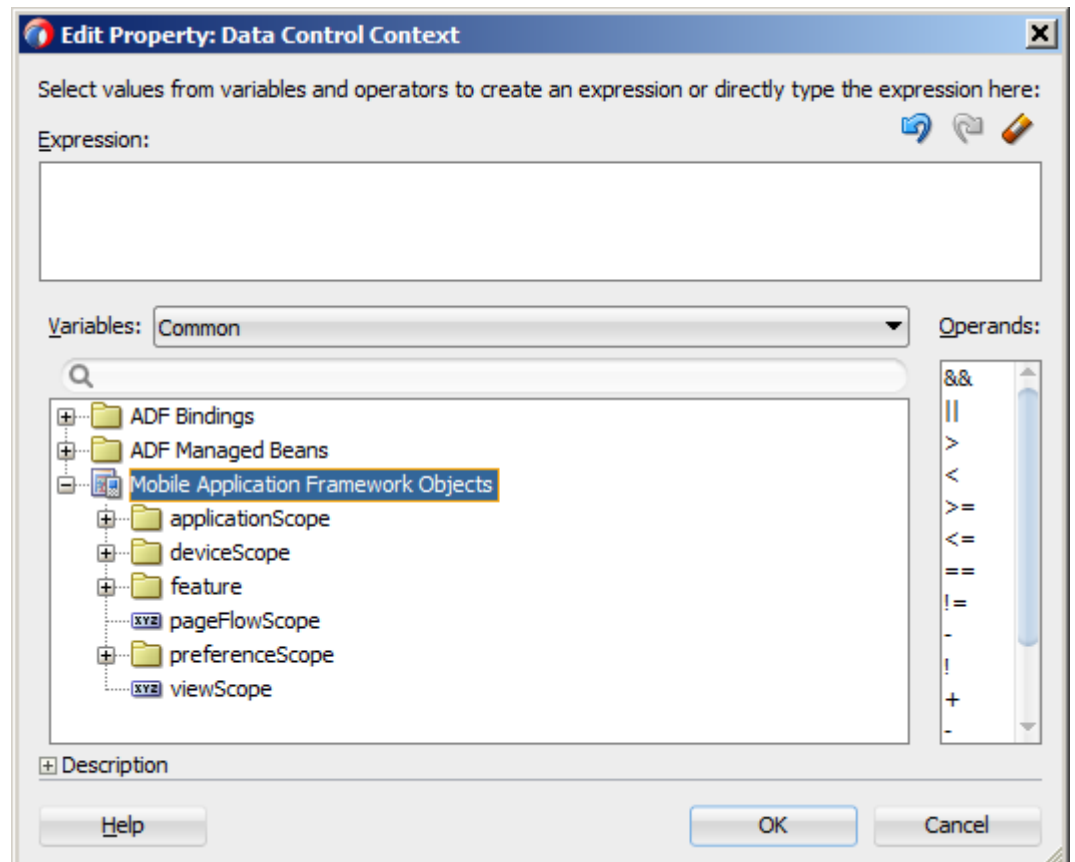 Edit Property: Data Control Context
Select values from variables and operators to create an expression or directly type the expression here:
Expression:
Variables: Common
Operands:
ADF Bindings
ADF Managed Beans
Mobile Application Framework Objects
applicationScope
deviceScope
feature
xyz pageFlowScope
preferenceScope
xyz viewScope
&&
||
>
<
>=
<=
==
!=
-
!
+
-
Description
Help
OK
Cancel